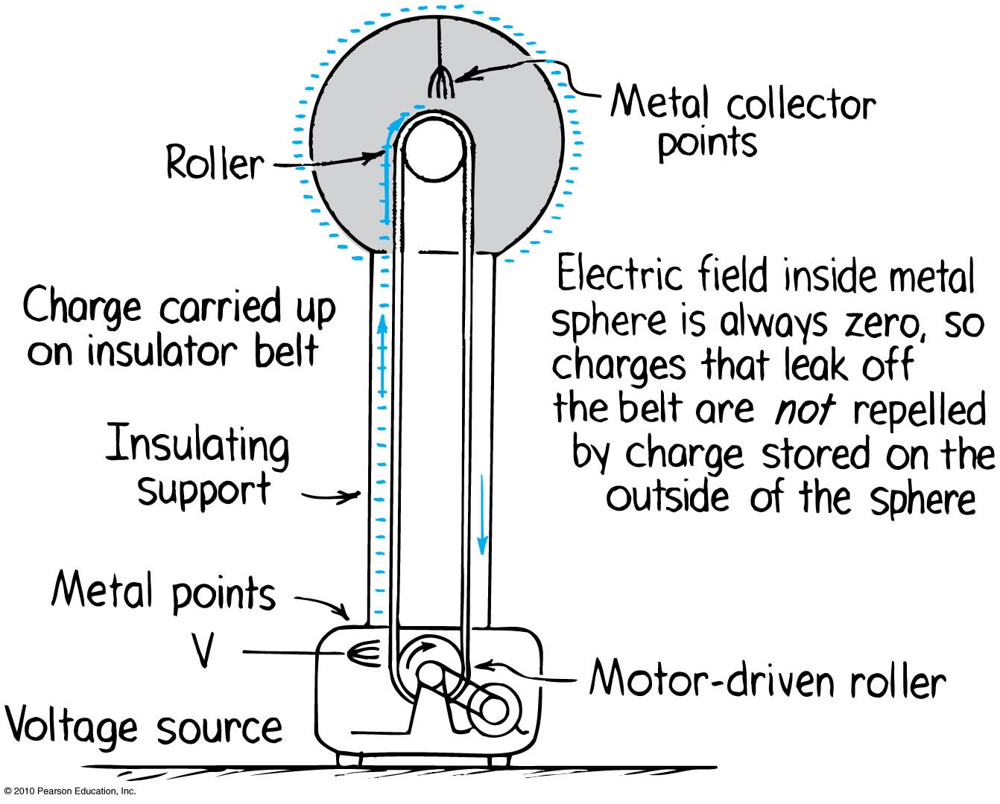 Metal collector
points
Roller
Electric field inside metal
sphere is always zero, so
charges that leak off
the belt are not repelled
by charge stored on the
outside of the sphere
Charge carried up
on insulator belt
Insulating
support
Metal points
V
Motor-driven roller
Voltage source
© 2010 Pearson Education, Inc.